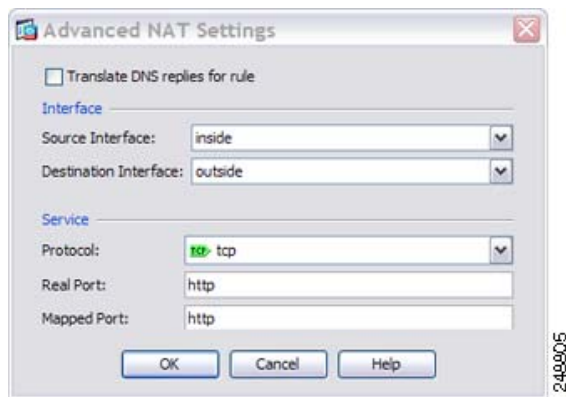 Advanced NAT Settings
Translate DNS replies for rule
Interface
Source Interface: inside
Destination Interface: outside
Service
Protocol: TCP tcp
Real Port: http
Mapped Port: http
OK Cancel Help
248805